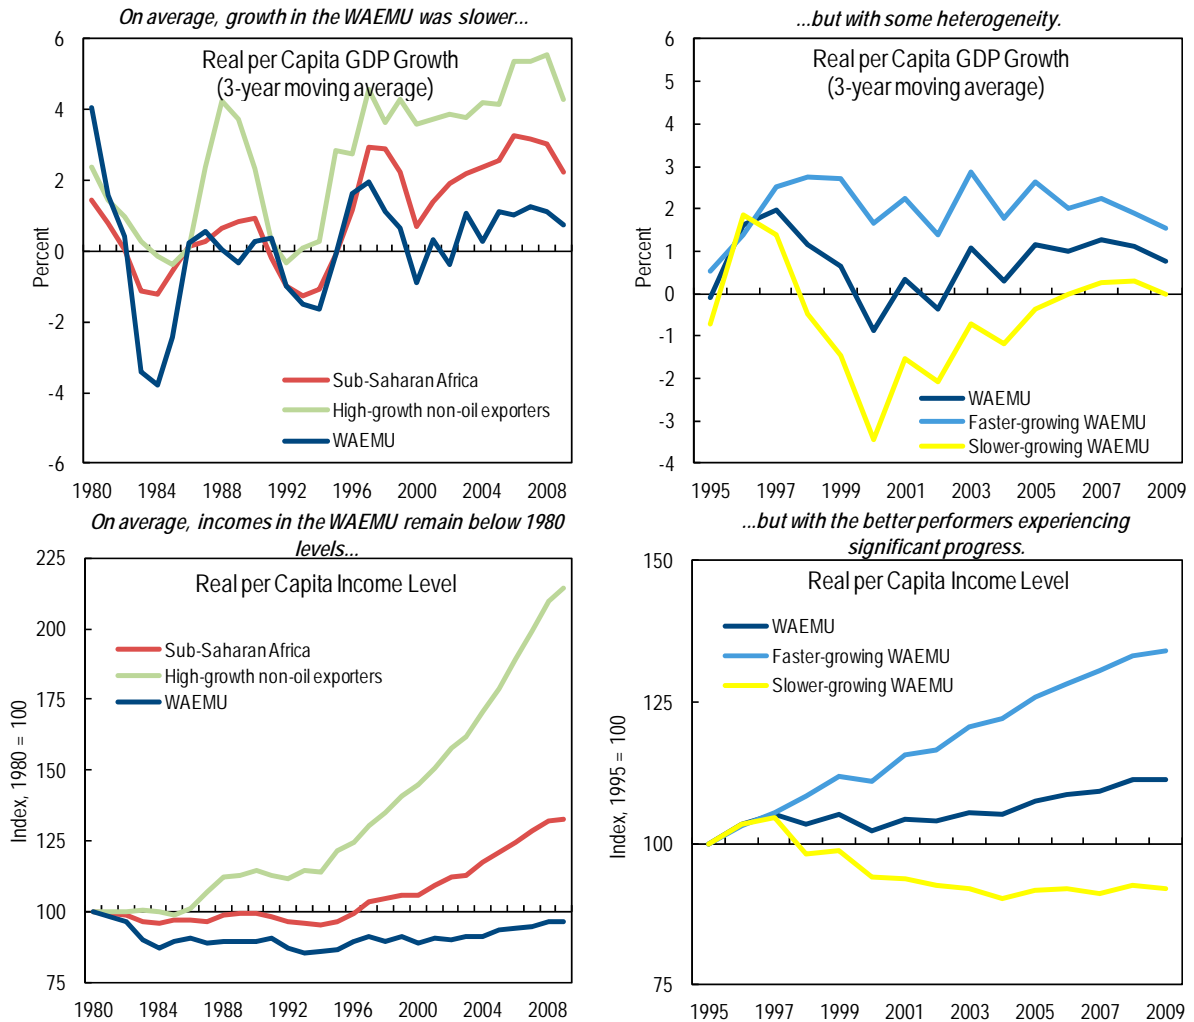 On average, growth in the WAEMU was slower...
Real per Capita GDP Growth
(3-year moving average)
Percent
6
4
2
0
-2
-4
-6
Sub-Saharan Africa
High-growth non-oil exporters
WAEMU
1980 1984 1988 1992 1996 2000 2004 2008
...but with some heterogeneity.
Real per Capita GDP Growth
(3-year moving average)
Percent
6
5
4
3
2
1
0
-1
-2
-3
-4
WAEMU
Faster-growing WAEMU
Slower-growing WAEMU
1995 1997 1999 2001 2003 2005 2007 2009
On average, incomes in the WAEMU remain below 1980
levels...
Real per Capita Income Level
Index, 1980 = 100
225
200
175
150
125
100
75
Sub-Saharan Africa
High-growth non-oil exporters
WAEMU
1980 1984 1988 1992 1996 2000 2004 2008
...but with the better performers experiencing
significant progress.
Real per Capita Income Level
Index, 1995 = 100
150
125
100
75
WAEMU
Faster-growing WAEMU
Slower-growing WAEMU
1995 1997 1999 2001 2003 2005 2007 2009